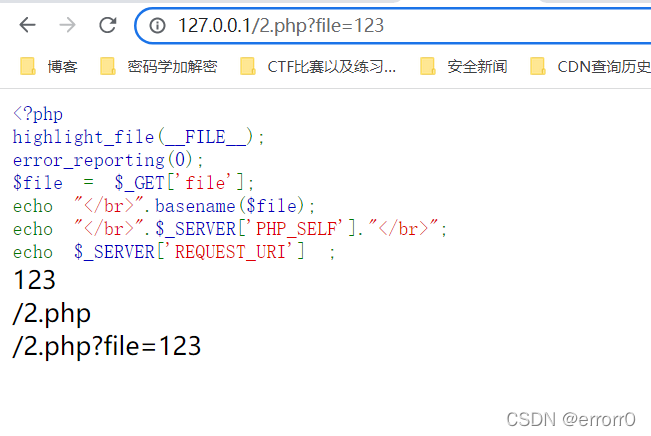 127.0.0.1/2.php?file=123
博客 密码学加解密 CTF比赛以及练习... 安全新闻 CDN查询历史
<?php
highlight_file(__FILE__);
error_reporting(0);
$file = $_GET['file'];
echo "</br>".basename($file);
echo "</br>".$_SERVER['PHP_SELF']."</br>";
echo $_SERVER['REQUEST_URI'] ;
123
/2.php
/2.php?file=123
CSDN @errorr0